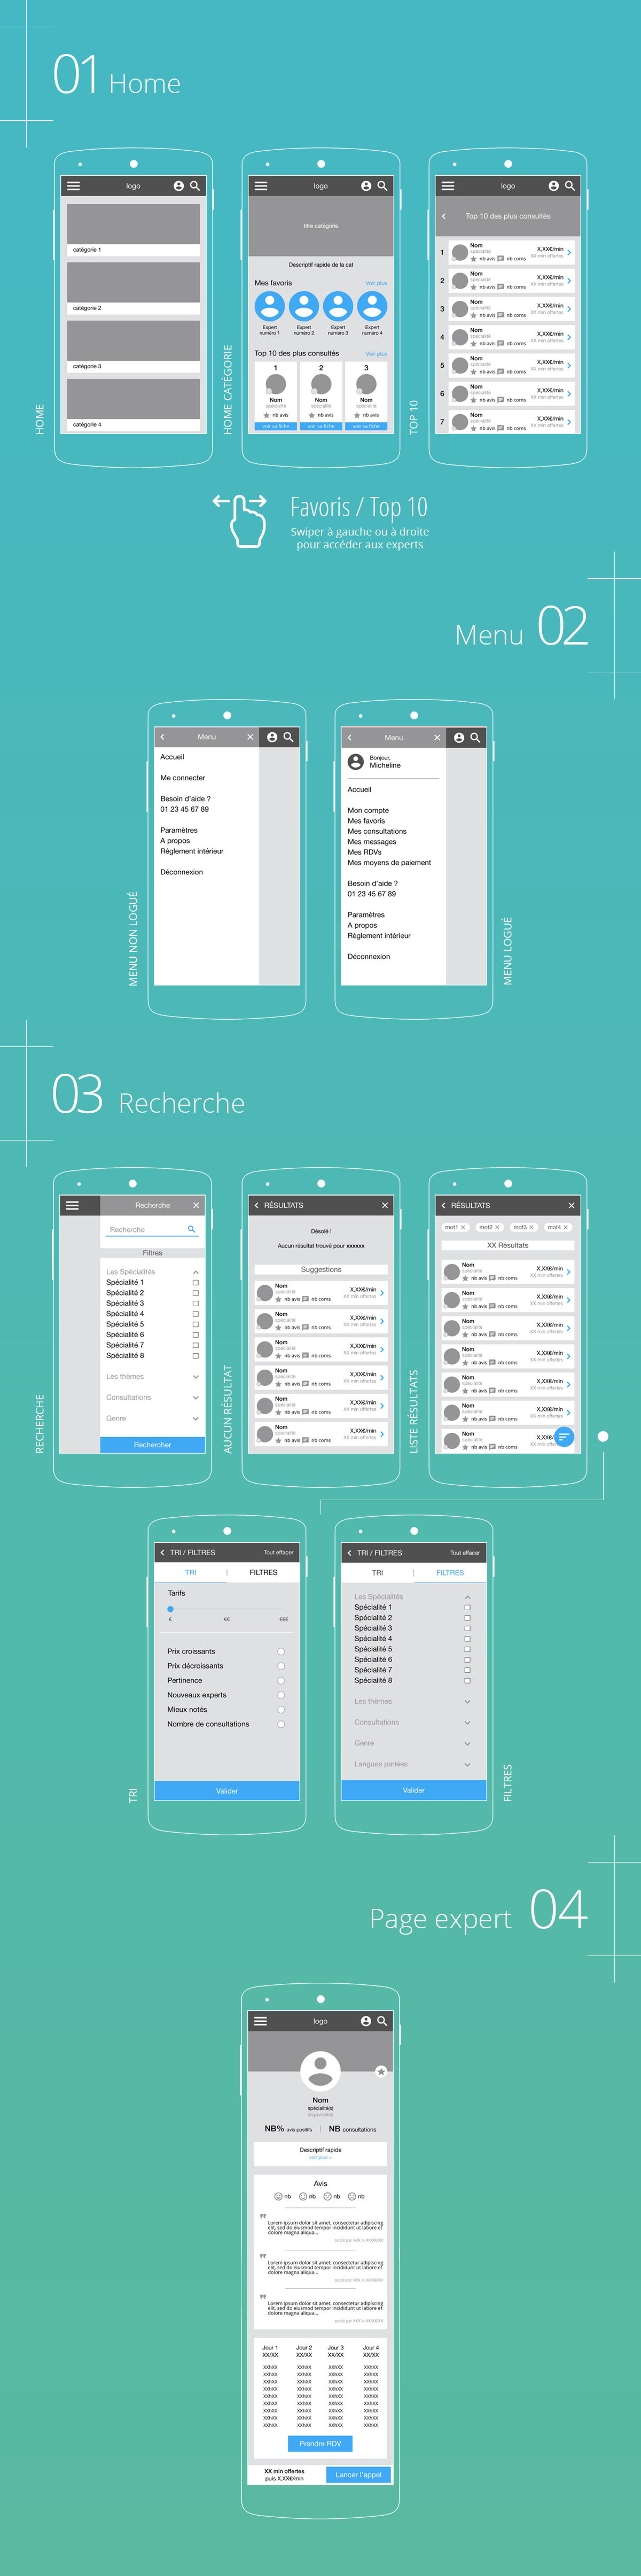 01 Home
logo
catégorie 1
catégorie 2
catégorie 3
catégorie 4
HOME
logo
titre catégorie
Descriptif rapide de la cat
Mes favoris Voir plus
Expert numéro 1
Expert numéro 2
Expert numéro 3
Expert numéro 4
Top 10 des plus consultés Voir plus
1 2 3
Nom Nom Nom
spécialité spécialité spécialité
nb avis nb avis nb avis
voir sa fiche voir sa fiche voir sa fiche
HOME CATÉGORIE
logo
Top 10 des plus consultés
1 Nom X,XX€/min
spécialité XX min offertes
nb avis nb coms
2 Nom X,XX€/min
spécialité XX min offertes
nb avis nb coms
3 Nom X,XX€/min
spécialité XX min offertes
nb avis nb coms
4 Nom X,XX€/min
spécialité XX min offertes
nb avis nb coms
5 Nom X,XX€/min
spécialité XX min offertes
nb avis nb coms
6 Nom X,XX€/min
spécialité XX min offertes
nb avis nb coms
7 Nom X,XX€/min
spécialité XX min offertes
nb avis nb coms
TOP 10
Favoris / Top 10
Swiper à gauche ou à droite
pour accéder aux experts
Menu 02
Menu
Accueil
Me connecter
Besoin d'aide ?
01 23 45 67 89
Paramètres
A propos
Réglement intérieur
Déconnexion
MENU NON LOGUÉ
Menu
Bonjour,
Micheline
Accueil
Mon compte
Mes favoris
Mes consultations
Mes messages
Mes RDVs
Mes moyens de paiement
Besoin d'aide ?
01 23 45 67 89
Paramètres
A propos
Réglement intérieur
Déconnexion
MENU LOGUÉ
03 Recherche
Recherche
Recherche
Filtres
Les Spécialités
Spécialité 1
Spécialité 2
Spécialité 3
Spécialité 4
Spécialité 5
Spécialité 6
Spécialité 7
Spécialité 8
Les thèmes
Consultations
Genre
Rechercher
RECHERCHE
RÉSULTATS
Désolé !
Aucun résultat trouvé pour xxxxxx
Suggestions
Nom X,XX€/min
spécialité XX min offertes
nb avis nb coms
Nom X,XX€/min
spécialité XX min offertes
nb avis nb coms
Nom X,XX€/min
spécialité XX min offertes
nb avis nb coms
Nom X,XX€/min
spécialité XX min offertes
nb avis nb coms
Nom X,XX€/min
spécialité XX min offertes
nb avis nb coms
Nom X,XX€/min
spécialité XX min offertes
nb avis nb coms
AUCUN RÉSULTAT
RÉSULTATS
mot1 mot2 mot3 mot4
XX Résultats
Nom X,XX€/min
spécialité XX min offertes
nb avis nb coms
Nom X,XX€/min
spécialité XX min offertes
nb avis nb coms
Nom X,XX€/min
spécialité XX min offertes
nb avis nb coms
Nom X,XX€/min
spécialité XX min offertes
nb avis nb coms
Nom X,XX€/min
spécialité XX min offertes
nb avis nb coms
Nom X,XX€/min
spécialité XX min offertes
nb avis nb coms
Nom X,XX€/
spécialité XX min
nb avis nb coms
LISTE RÉSULTATS
TRI / FILTRES Tout effacer
TRI | FILTRES
Tarifs
€ €€ €€€
Prix croissants
Prix décroissants
Pertinence
Nouveaux experts
Mieux notés
Nombre de consultations
Valider
TRI
TRI / FILTRES Tout effacer
TRI | FILTRES
Les Spécialités
Spécialité 1
Spécialité 2
Spécialité 3
Spécialité 4
Spécialité 5
Spécialité 6
Spécialité 7
Spécialité 8
Les thèmes
Consultations
Genre
Langues parlées
Valider
FILTRES
Page expert 04
logo
Nom
spécialité(s)
disponibilité
NB% avis positifs | NB consultations
Descriptif rapide
voir plus
Avis
nb nb nb nb
Lorem ipsum dolor sit amet, consectetur adipiscing
elit, sed do eiusmod tempor incididunt ut labore et
dolore magna aliqua...
posté par XXX le XX/XX/XX
Lorem ipsum dolor sit amet, consectetur adipiscing
elit, sed do eiusmod tempor incididunt ut labore et
dolore magna aliqua...
posté par XXX le XX/XX/XX
Lorem ipsum dolor sit amet, consectetur adipiscing
elit, sed do eiusmod tempor incididunt ut labore et
dolore magna aliqua...
posté par XXX le XX/XX/XX
Jour 1 Jour 2 Jour 3 Jour 4
XX/XX XX/XX XX/XX XX/XX
XXhXX XXhXX XXhXX XXhXX
XXhXX XXhXX XXhXX XXhXX
XXhXX XXhXX XXhXX XXhXX
XXhXX XXhXX XXhXX XXhXX
XXhXX XXhXX XXhXX XXhXX
XXhXX XXhXX XXhXX XXhXX
XXhXX XXhXX XXhXX XXhXX
XXhXX XXhXX XXhXX XXhXX
XXhXX XXhXX XXhXX XXhXX
Prendre RDV
XX min offertes
puis X,XX€/min
Lancer l'appel